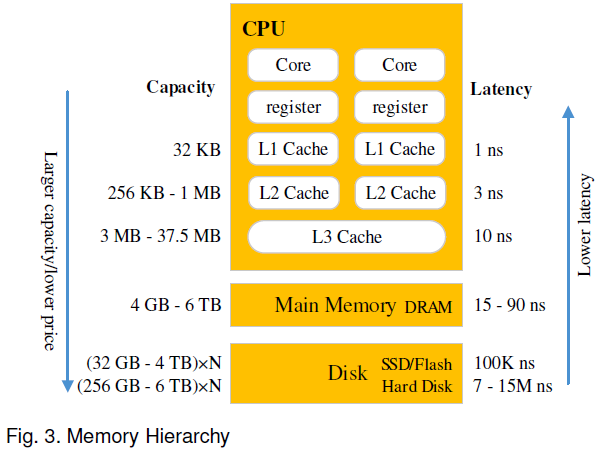 CPU
Core Core
Capacity Latency
register register
32 KB L1 Cache L1 Cache 1 ns
256 KB - 1 MB L2 Cache L2 Cache 3 ns
3 MB - 37.5 MB L3 Cache 10 ns
Larger capacity/lower price
Lower latency
4 GB - 6 TB Main Memory DRAM 15 - 90 ns
(32 GB - 4 TB)×N Disk SSD/Flash 100K ns
(256 GB - 6 TB)×N Hard Disk 7 - 15M ns
Fig. 3. Memory Hierarchy